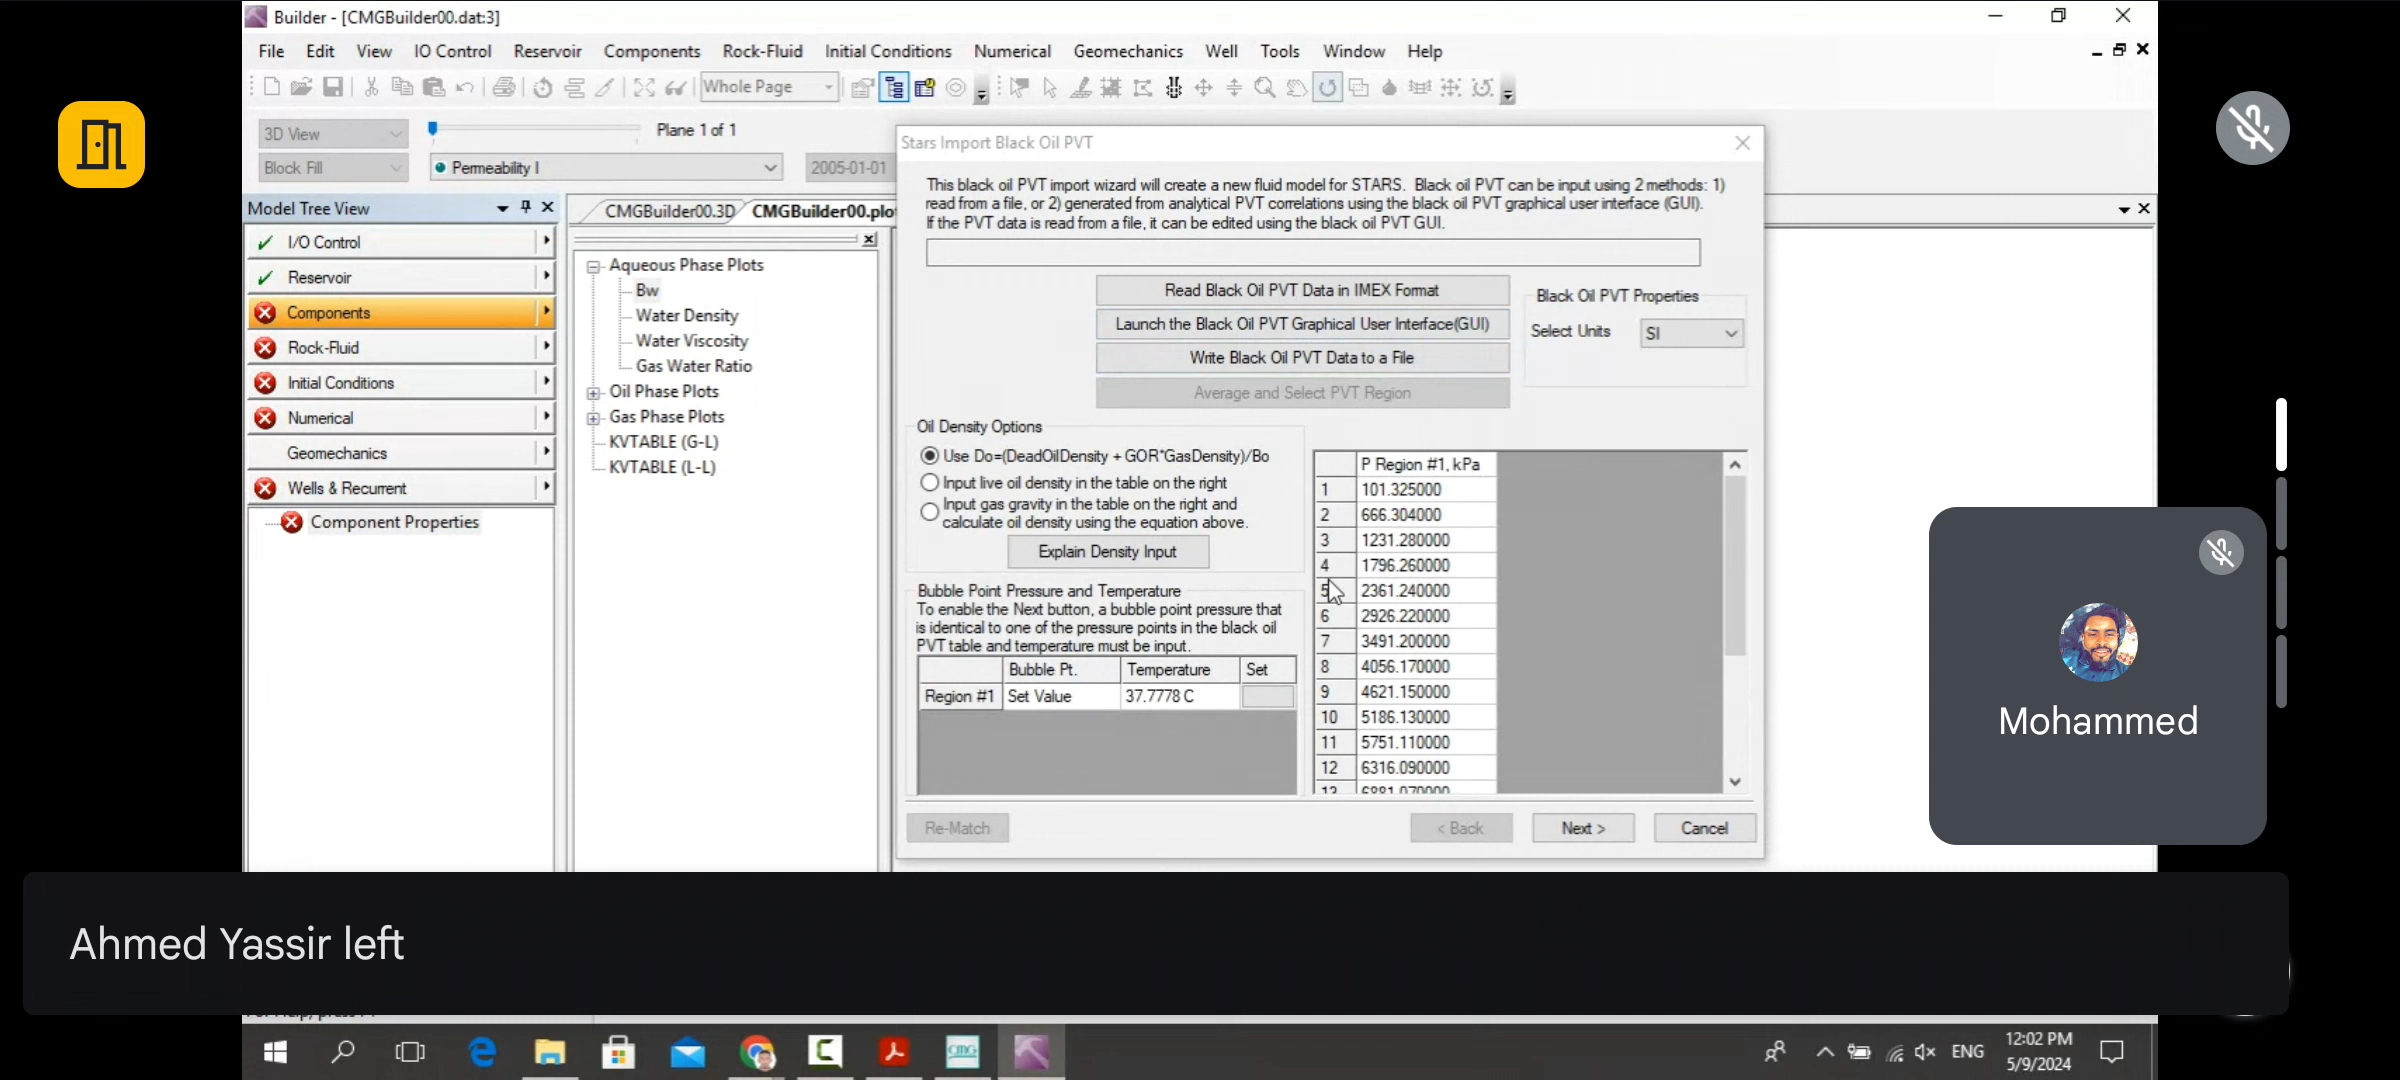 Builder - [CMGBuilder00.dat:3]
File Edit View IO Control Reservoir Components Rock-Fluid Initial Conditions Numerical Geomechanics Well Tools Window Help
Whole Page
3D View
Plane 1 of 1
Block Fill
Permeability I
2005-01-01
Model Tree View
I/O Control
Reservoir
Components
Rock-Fluid
Initial Conditions
Numerical
Geomechanics
Wells & Recurrent
Component Properties
CMGBuilder00.3D
CMGBuilder00.plo
Aqueous Phase Plots
Bw
Water Density
Water Viscosity
Gas Water Ratio
Oil Phase Plots
Gas Phase Plots
KVTABLE (G-L)
KVTABLE (L-L)
Stars Import Black Oil PVT
This black oil PVT import wizard will create a new fluid model for STARS. Black oil PVT can be input using 2 methods: 1)
read from a file, or 2) generated from analytical PVT correlations using the black oil PVT graphical user interface (GUI).
If the PVT data is read from a file, it can be edited using the black oil PVT GUI.
Read Black Oil PVT Data in IMEX Format
Launch the Black Oil PVT Graphical User Interface(GUI)
Write Black Oil PVT Data to a File
Average and Select PVT Region
Black Oil PVT Properties
Select Units SI
Oil Density Options
Use Do=(DeadOilDensity + GOR*GasDensity)/Bo
Input live oil density in the table on the right
Input gas gravity in the table on the right and
calculate oil density using the equation above.
Explain Density Input
Bubble Point Pressure and Temperature
To enable the Next button, a bubble point pressure that
is identical to one of the pressure points in the black oil
PVT table and temperature must be input.
Bubble Pt. Temperature Set
Region #1 Set Value 37.7778 C
P Region #1, kPa
1 101.325000
2 666.304000
3 1231.280000
4 1796.260000
5 2361.240000
6 2926.220000
7 3491.200000
8 4056.170000
9 4621.150000
10 5186.130000
11 5751.110000
12 6316.090000
13 6881.070000
Re-Match
< Back
Next >
Cancel
Mohammed
Ahmed Yassir left
CMG
ENG
12:02 PM
5/9/2024